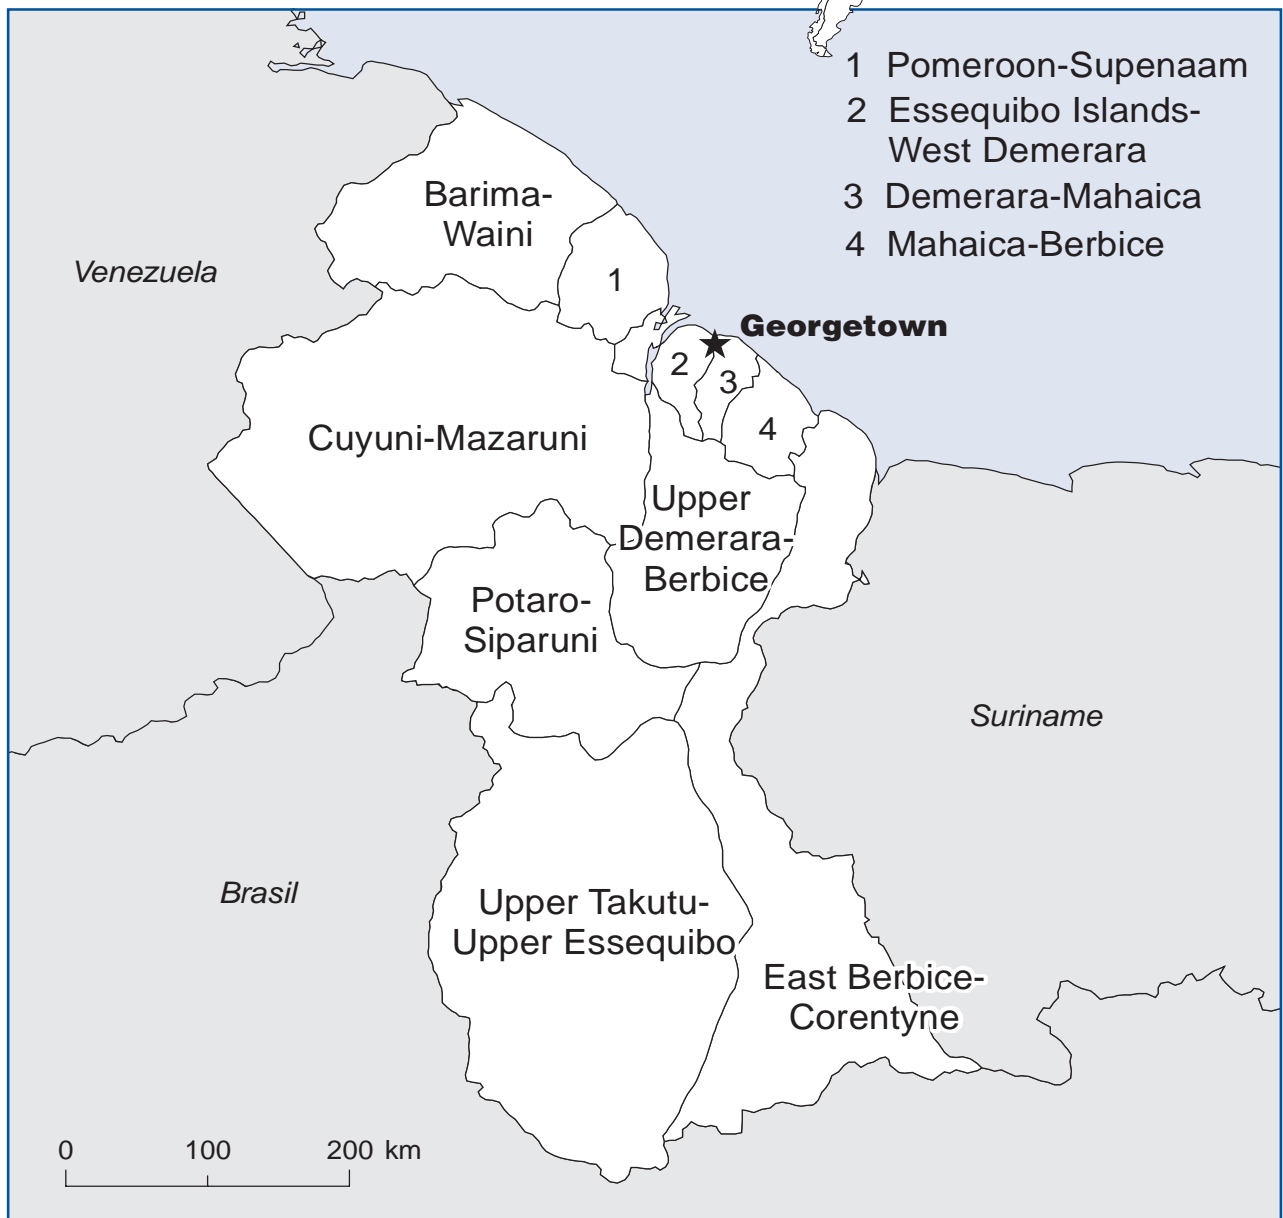 1 Pomeroon-Supenaam
2 Essequibo Islands-
West Demerara
3 Demerara-Mahaica
4 Mahaica-Berbice
Barima-
Waini
Venezuela
1
Georgetown
2
3
4
Cuyuni-Mazaruni
Upper
Demerara-
Berbice
Potaro-
Siparuni
Suriname
Brasil
Upper Takutu-
Upper Essequibo
East Berbice-
Corentyne
0 100 200 km